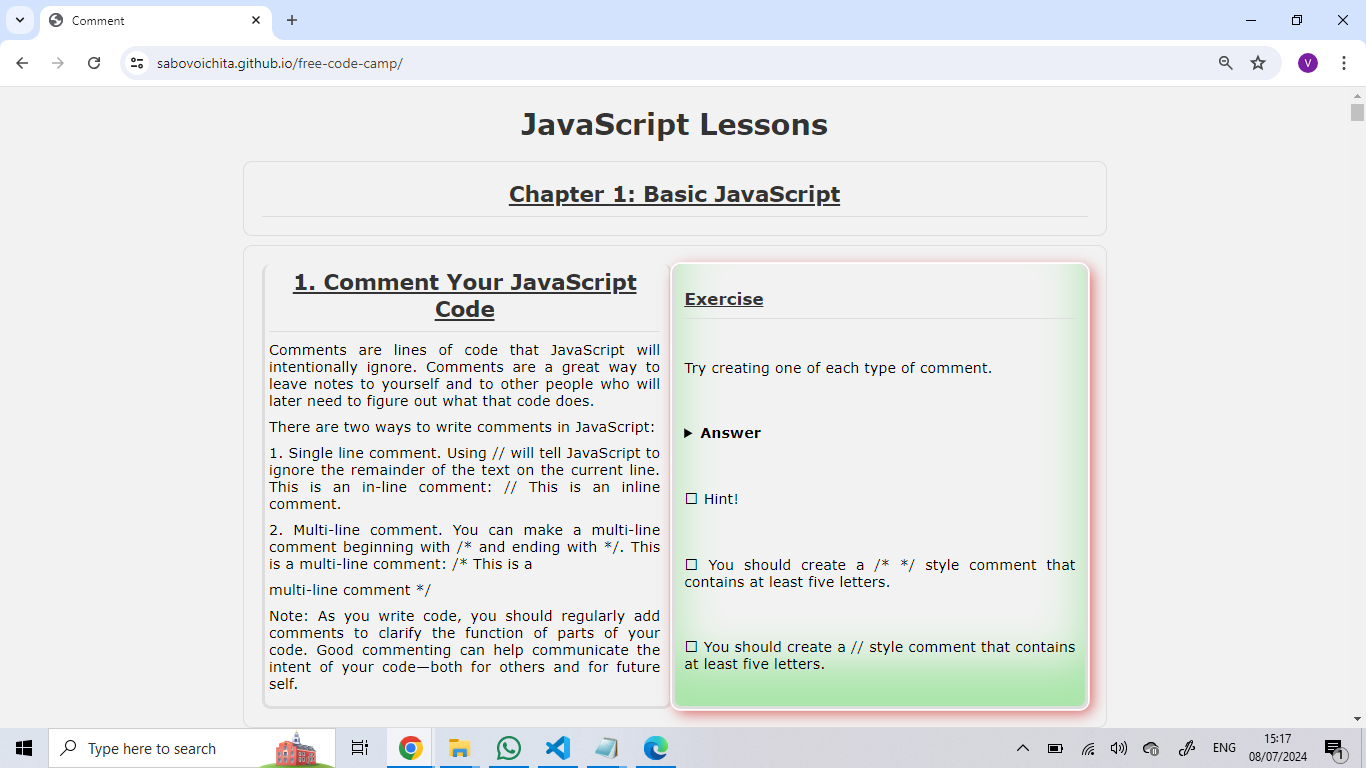 Comment
sabovoichita.github.io/free-code-camp/
V
JavaScript Lessons
Chapter 1: Basic JavaScript
1. Comment Your JavaScript
Code
Comments are lines of code that JavaScript will
intentionally ignore. Comments are a great way to
leave notes to yourself and to other people who will
later need to figure out what that code does.
There are two ways to write comments in JavaScript:
1. Single line comment. Using // will tell JavaScript to
ignore the remainder of the text on the current line.
This is an in-line comment: // This is an inline
comment.
2. Multi-line comment. You can make a multi-line
comment beginning with /* and ending with */. This
is a multi-line comment: /* This is a
multi-line comment */
Note: As you write code, you should regularly add
comments to clarify the function of parts of your
code. Good commenting can help communicate the
intent of your code—both for others and for future
self.
Exercise
Try creating one of each type of comment.
▶ Answer
☐ Hint!
☐ You should create a /* */ style comment that
contains at least five letters.
☐ You should create a // style comment that contains
at least five letters.
Type here to search
ENG
15:17
08/07/2024
1